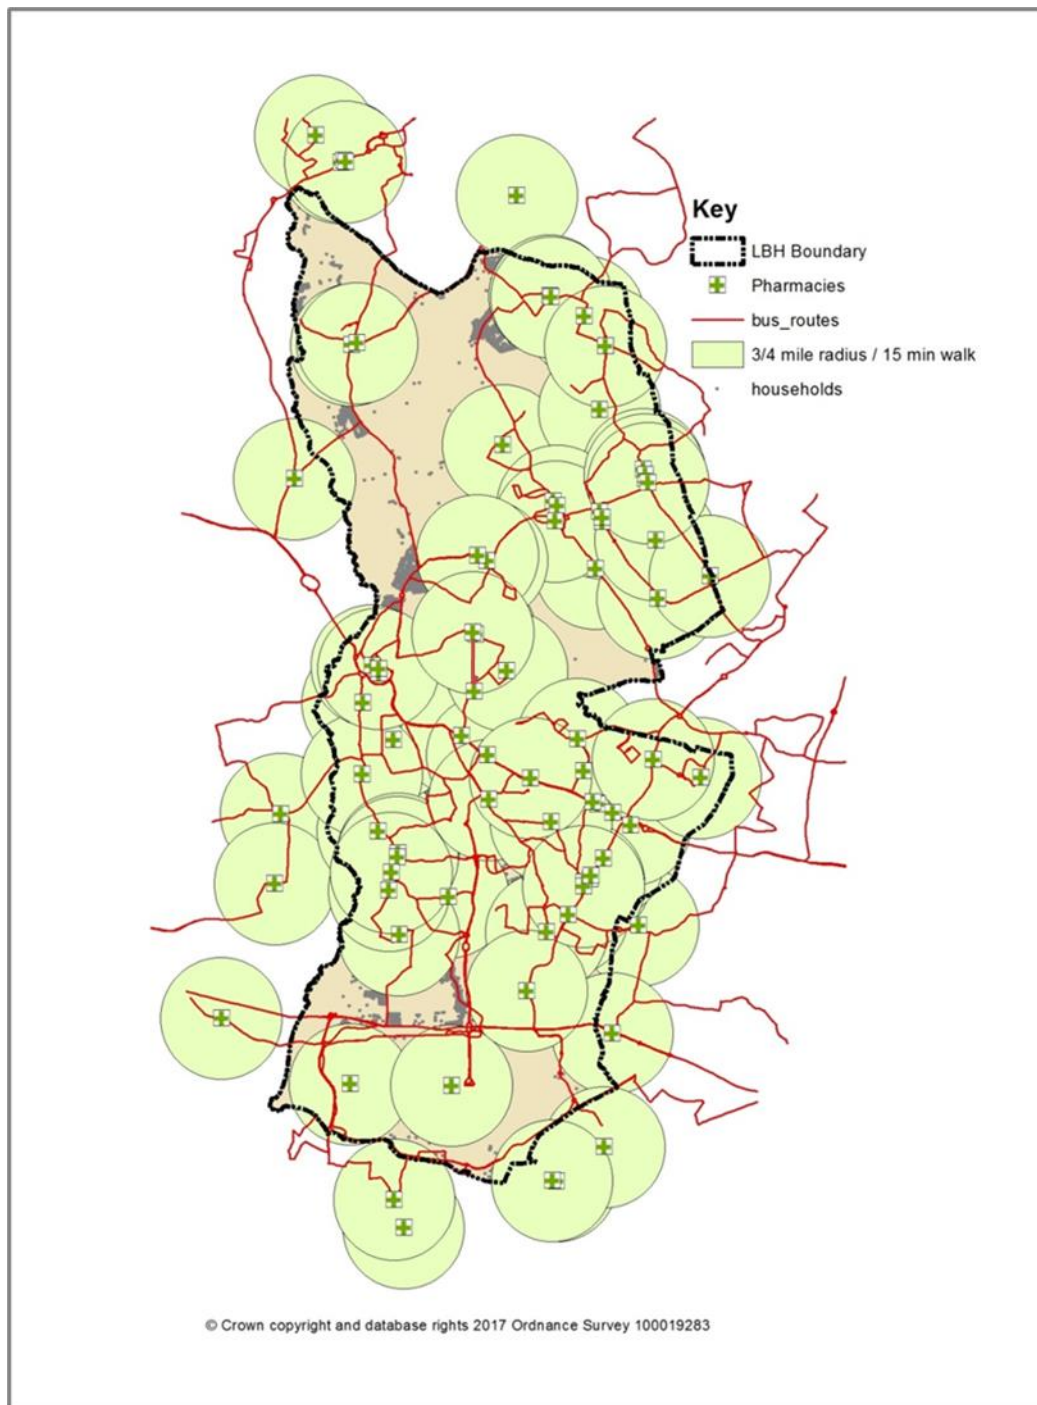 Key
LBH Boundary
Pharmacies
bus_routes
3/4 mile radius / 15 min walk
households
© Crown copyright and database rights 2017 Ordnance Survey 100019283